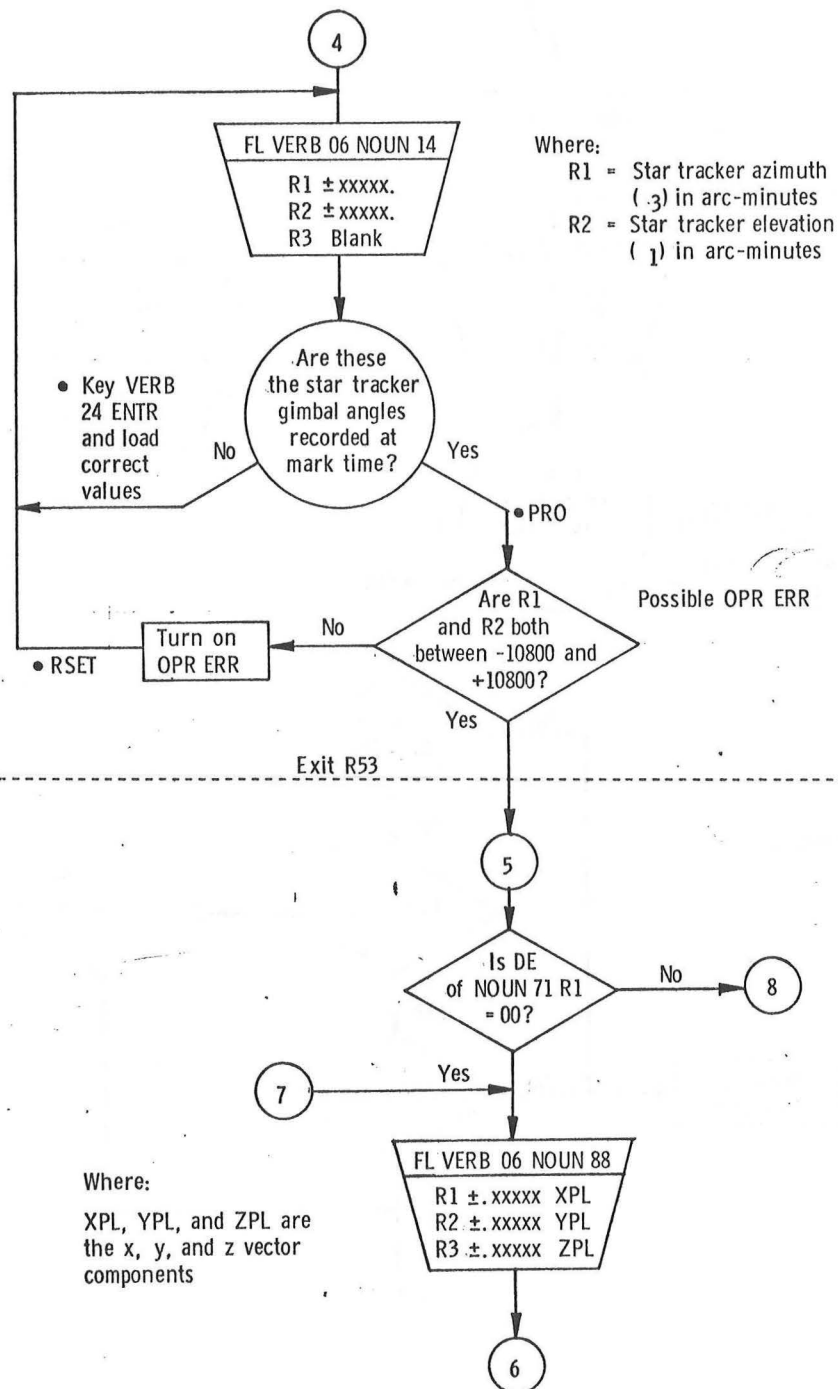 4
FL VERB 06 NOUN 14
R1 ±xxxxx.
R2 ±xxxxx.
R3 Blank
Where:
R1 = Star tracker azimuth
( .3) in arc-minutes
R2 = Star tracker elevation
( 1) in arc-minutes
Are these
the star tracker
gimbal angles
recorded at
mark time?
• Key VERB
24 ENTR
and load
correct
values
No
Yes
• PRO
Are R1
and R2 both
between -10800 and
+10800?
Possible OPR ERR
No
Turn on
OPR ERR
• RSET
Yes
Exit R53
5
Is DE
of NOUN 71 R1
= 00?
No
8
Yes
7
FL VERB 06 NOUN 88
R1 ±.xxxxx XPL
R2 ±.xxxxx YPL
R3 ±.xxxxx ZPL
Where:
XPL, YPL, and ZPL are
the x, y, and z vector
components
6